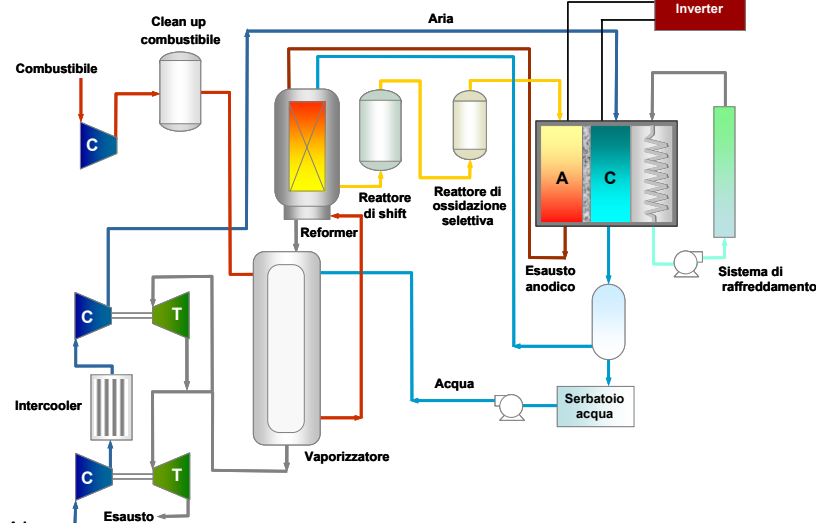 Inverter
Clean up
combustibile
Aria
Combustibile
C
A
C
Reattore
di shift
Reattore di
ossidazione
selettiva
Reformer
Esausto
anodico
Sistema di
raffreddamento
C
T
Intercooler
Acqua
Serbatoio
acqua
Vaporizzatore
C
T
Esausto